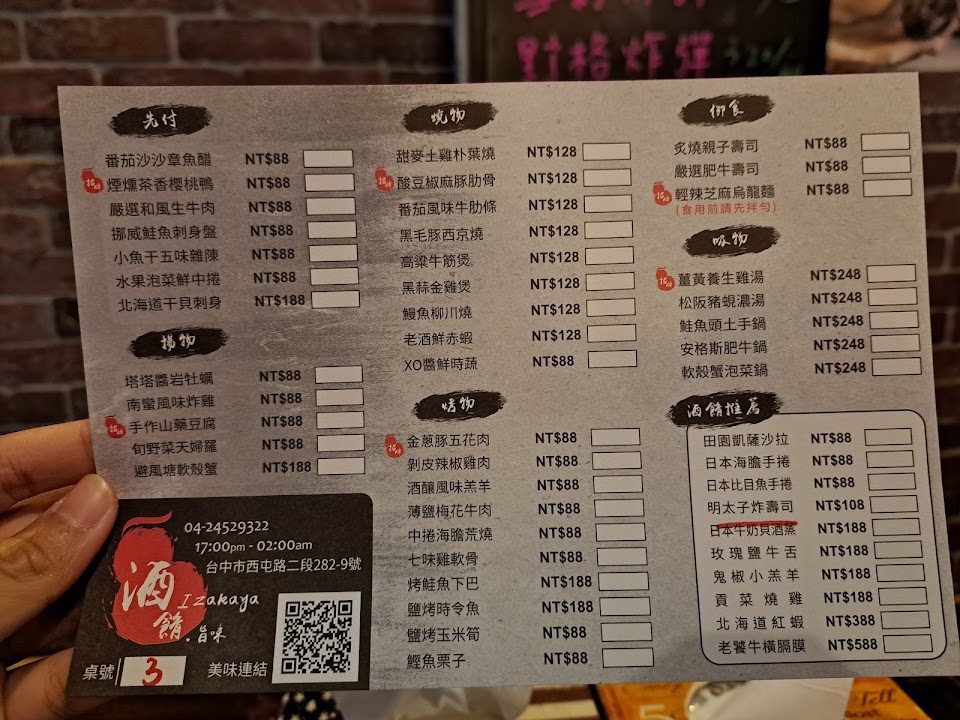 野格炸彈
先付
番茄沙沙章魚醋 NT$88
招牌 煙燻茶香櫻桃鴨 NT$88
嚴選和風生牛肉 NT$88
挪威鮭魚刺身盤 NT$88
小魚干五味雜陳 NT$88
水果泡菜鮮中捲 NT$88
北海道干貝刺身 NT$188
揚物
塔塔醬岩牡蠣 NT$88
南蠻風味炸雞 NT$88
招牌 手作山藥豆腐 NT$88
旬野菜天婦羅 NT$88
避風塘軟殼蟹 NT$188
燒物
甜麥土雞朴葉燒 NT$128
招牌 酸豆椒麻豚肋骨 NT$128
番茄風味牛肋條 NT$128
黑毛豚西京燒 NT$128
高粱牛筋煲 NT$128
黑蒜金雞煲 NT$128
鰻魚柳川燒 NT$128
老酒鮮赤蝦 NT$128
XO醬鮮時蔬 NT$88
烤物
招牌 金蔥豚五花肉 NT$88
剝皮辣椒雞肉 NT$88
酒釀風味羔羊 NT$88
薄鹽梅花牛肉 NT$88
中捲海膽荒燒 NT$88
七味雞軟骨 NT$88
烤鮭魚下巴 NT$188
鹽烤時令魚 NT$188
鹽烤玉米筍 NT$88
鰹魚栗子 NT$88
御食
炙燒親子壽司 NT$88
嚴選肥牛壽司 NT$88
招牌 輕辣芝麻烏龍麵 NT$88
(食用前請先拌勻)
吸物
招牌 薑黃養生雞湯 NT$248
松阪豬蜆濃湯 NT$248
鮭魚頭土手鍋 NT$248
安格斯肥牛鍋 NT$248
軟殼蟹泡菜鍋 NT$248
酒餚推薦
田園凱薩沙拉 NT$88
日本海膽手捲 NT$88
日本比目魚手捲 NT$88
明太子炸壽司 NT$108
日本牛奶貝酒蒸 NT$188
玫瑰鹽牛舌 NT$188
鬼椒小羔羊 NT$188
貢菜燒雞 NT$188
北海道紅蝦 NT$388
老饕牛橫膈膜 NT$588
04-24529322
17:00pm - 02:00am
台中市西屯路二段282-9號
酒餚 Izakaya
.旨味
桌號 3 美味連結